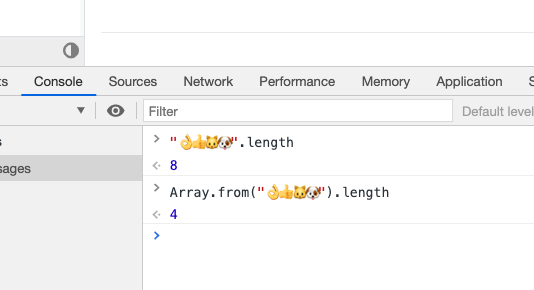 ts Console Sources Network Performance Memory Application S
Filter Default level
s
"👌👍🐱🐶".length
8
sages
Array.from("👌👍🐱🐶").length
4